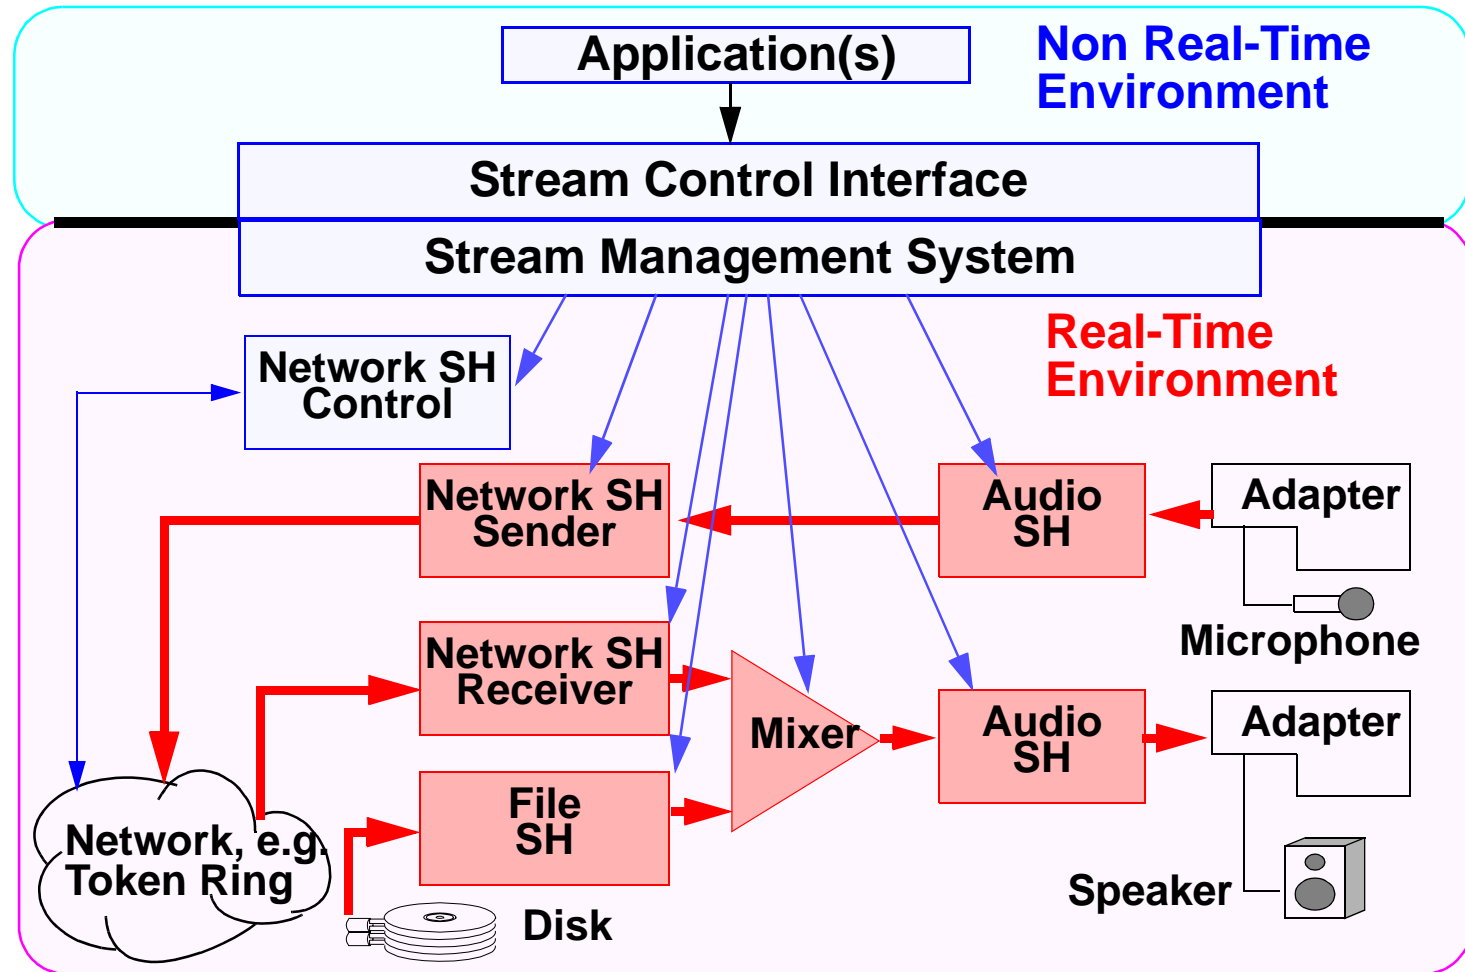 Application(s)
Non Real-Time
Environment
Stream Control Interface
Stream Management System
Real-Time
Environment
Network SH
Control
Network SH
Sender
Audio
SH
Adapter
Microphone
Network SH
Receiver
Mixer
Audio
SH
Adapter
File
SH
Network, e.g.
Token Ring
Disk
Speaker